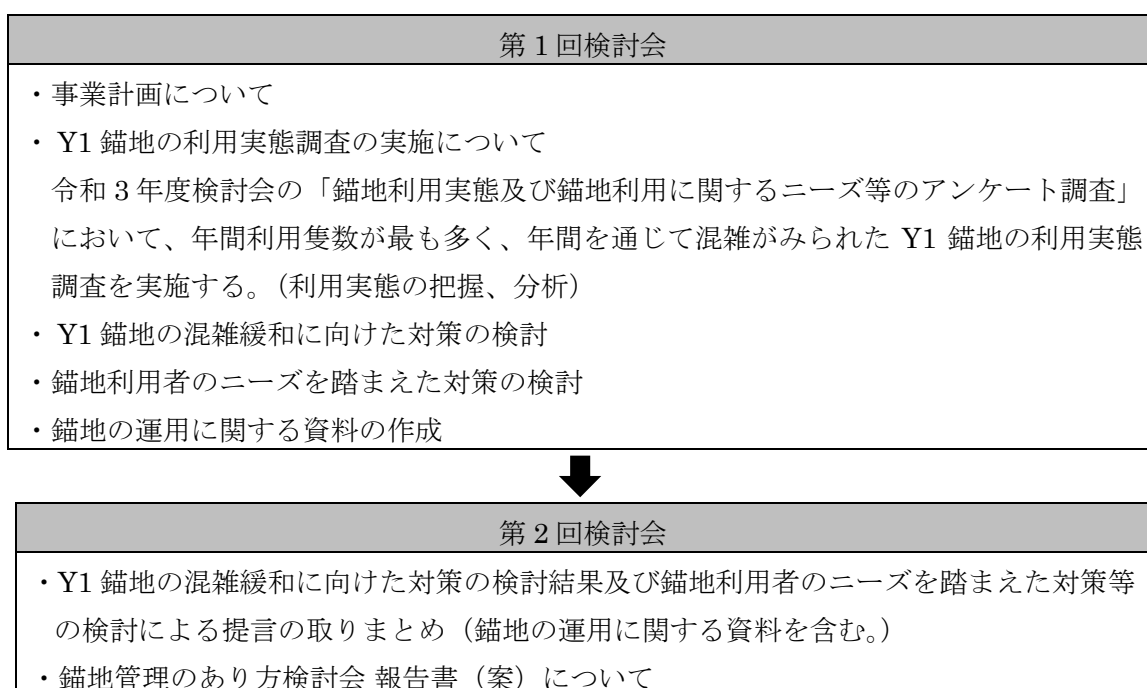 第 1 回検討会
・事業計画について
・ Y1 錨地の利用実態調査の実施について
令和 3 年度検討会の「錨地利用実態及び錨地利用に関するニーズ等のアンケート調査」
において、年間利用隻数が最も多く、年間を通じて混雑がみられた Y1 錨地の利用実態
調査を実施する。（利用実態の把握、分析）
・ Y1 錨地の混雑緩和に向けた対策の検討
・錨地利用者のニーズを踏まえた対策の検討
・錨地の運用に関する資料の作成
第 2 回検討会
・Y1 錨地の混雑緩和に向けた対策の検討結果及び錨地利用者のニーズを踏まえた対策等
の検討による提言の取りまとめ（錨地の運用に関する資料を含む。）
・錨地管理のあり方検討会 報告書（案）について